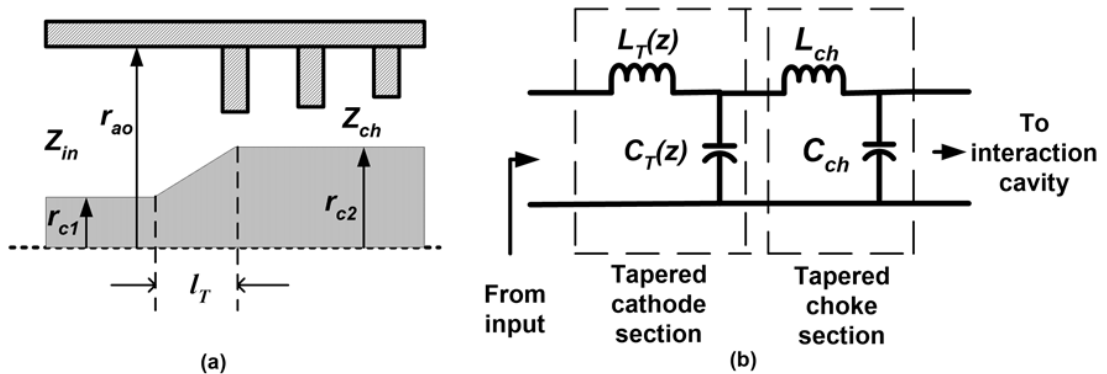 r_ao
Z_in
Z_ch
r_c1
r_c2
l_T
(a)
L_T(z)
L_ch
C_T(z)
C_ch
To
interaction
cavity
From
input
Tapered
cathode
section
Tapered
choke
section
(b)